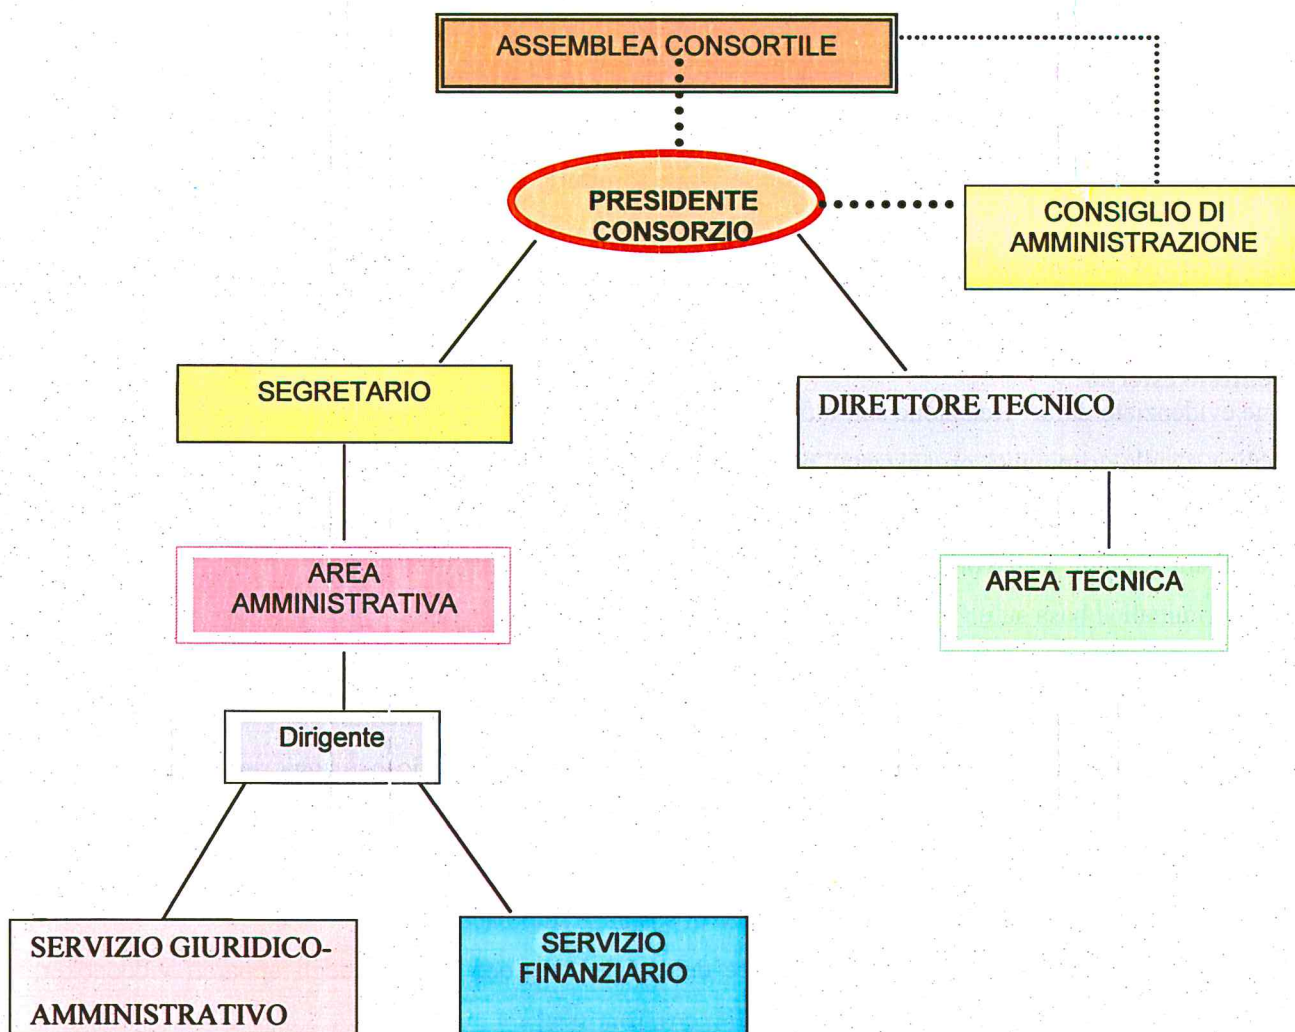 ASSEMBLEA CONSORTILE
PRESIDENTE
CONSORZIO
CONSIGLIO DI
AMMINISTRAZIONE
SEGRETARIO
DIRETTORE TECNICO
AREA
AMMINISTRATIVA
AREA TECNICA
Dirigente
SERVIZIO GIURIDICO-
AMMINISTRATIVO
SERVIZIO
FINANZIARIO